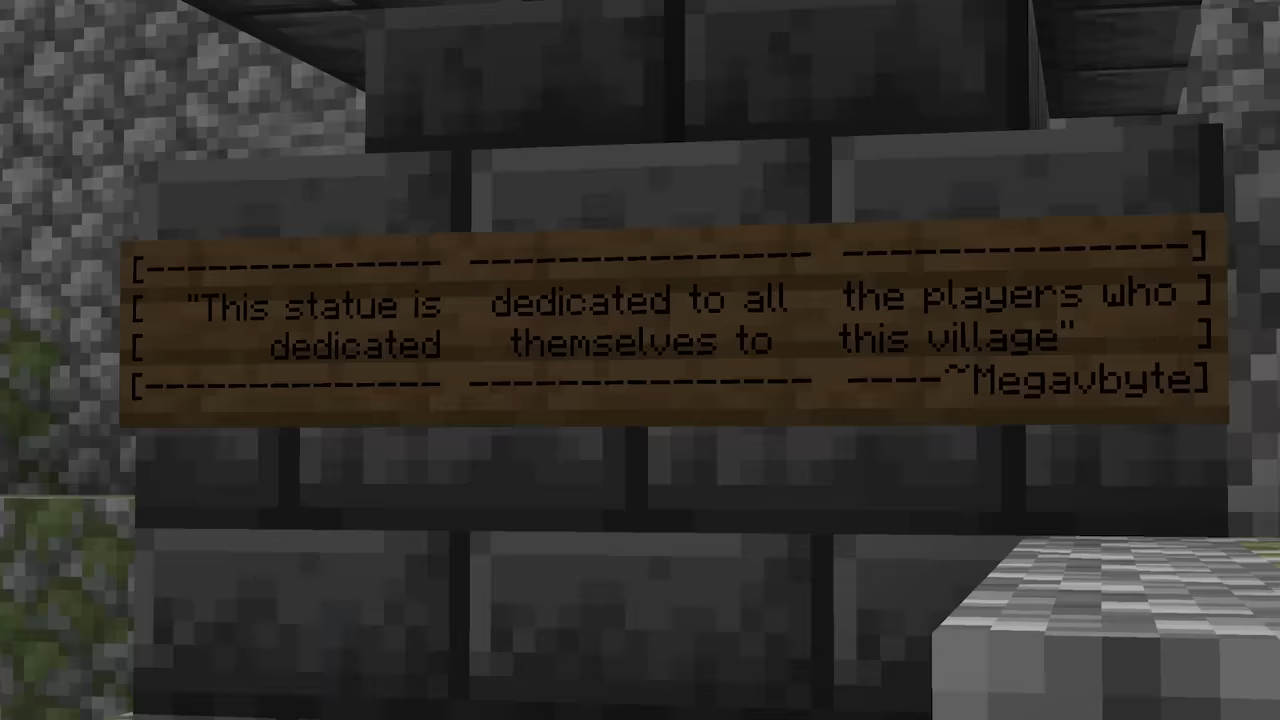 [-------------- ---------------- -----------------]
[ "This statue is dedicated to all the players who ]
[ dedicated themselves to this village" ]
[-------------- ---------------- ----~Megavbyte]